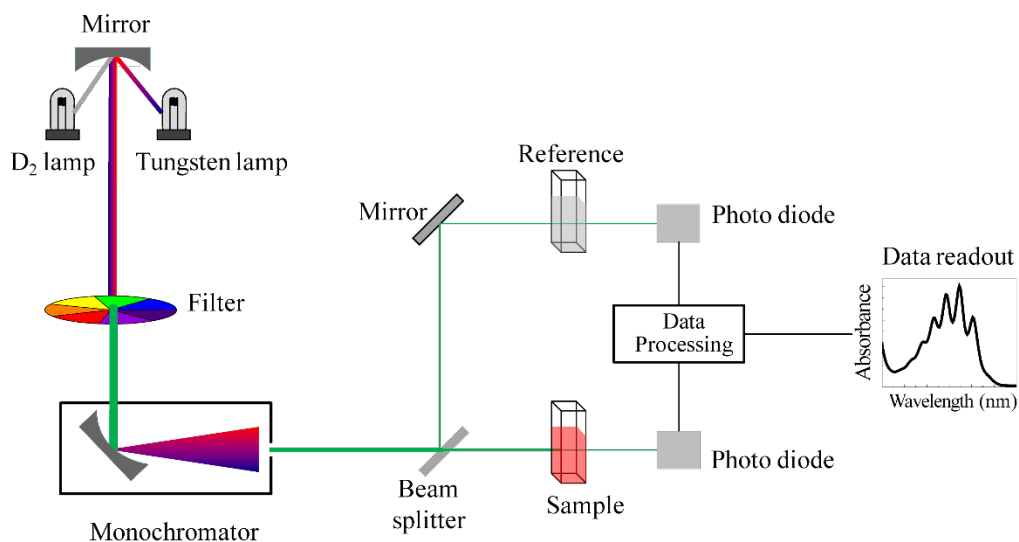 Mirror
D₂ lamp
Tungsten lamp
Filter
Monochromator
Mirror
Beam
splitter
Reference
Sample
Photo diode
Data
Processing
Photo diode
Data readout
Absorbance
Wavelength (nm)